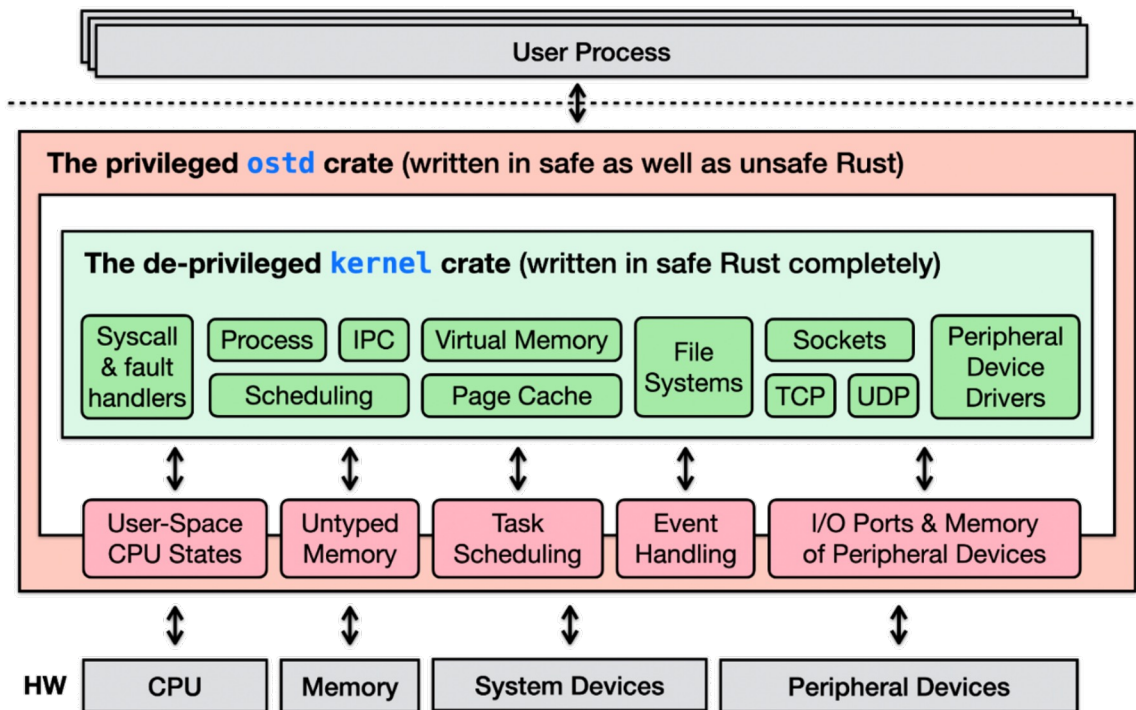 User Process
The privileged ostd crate (written in safe as well as unsafe Rust)
The de-privileged kernel crate (written in safe Rust completely)
Syscall
& fault
handlers
Process
IPC
Scheduling
Virtual Memory
Page Cache
File
Systems
Sockets
TCP
UDP
Peripheral
Device
Drivers
User-Space
CPU States
Untyped
Memory
Task
Scheduling
Event
Handling
I/O Ports & Memory
of Peripheral Devices
HW
CPU
Memory
System Devices
Peripheral Devices